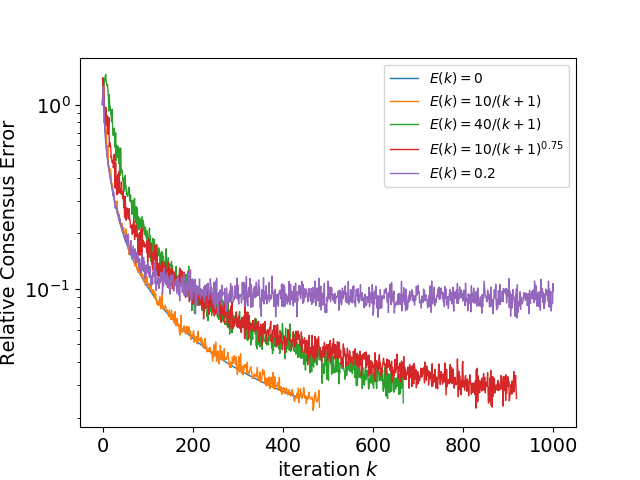 E(k) = 0
E(k) = 10/(k + 1)
E(k) = 40/(k + 1)
E(k) = 10/(k + 1)^{0.75}
E(k) = 0.2
10^0
10^{-1}
Relative Consensus Error
0 200 400 600 800 1000
iteration k